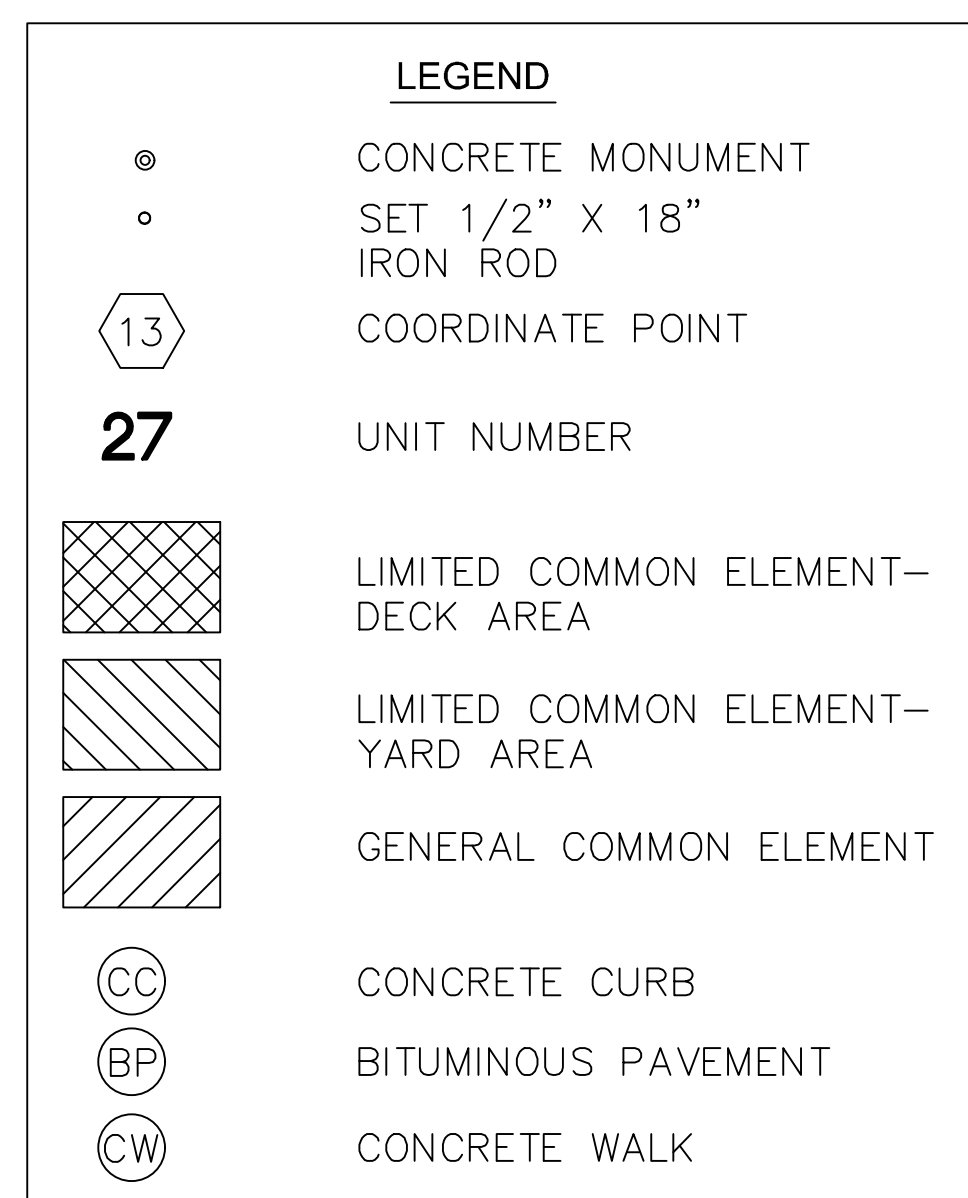 LEGEND
CONCRETE MONUMENT
SET 1/2" X 18"
IRON ROD
13 COORDINATE POINT
27 UNIT NUMBER
LIMITED COMMON ELEMENT-
DECK AREA
LIMITED COMMON ELEMENT-
YARD AREA
GENERAL COMMON ELEMENT
CC CONCRETE CURB
BP BITUMINOUS PAVEMENT
CW CONCRETE WALK